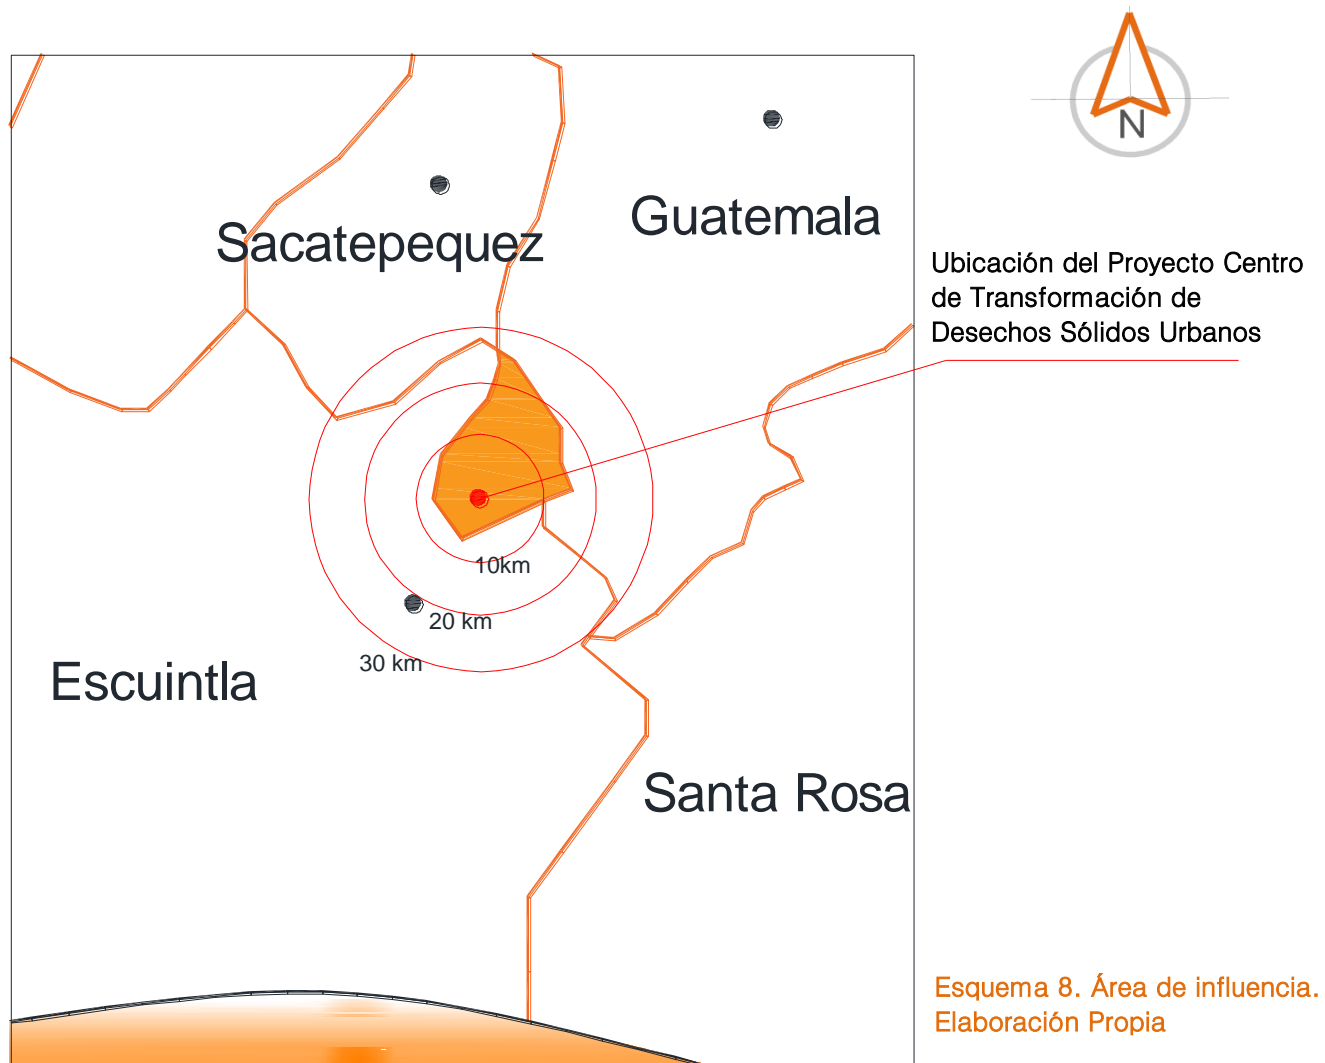 N
Sacatepequez
Guatemala
Ubicación del Proyecto Centro
de Transformación de
Desechos Sólidos Urbanos
10km
20 km
30 km
Escuintla
Santa Rosa
Esquema 8. Área de influencia.
Elaboración Propia